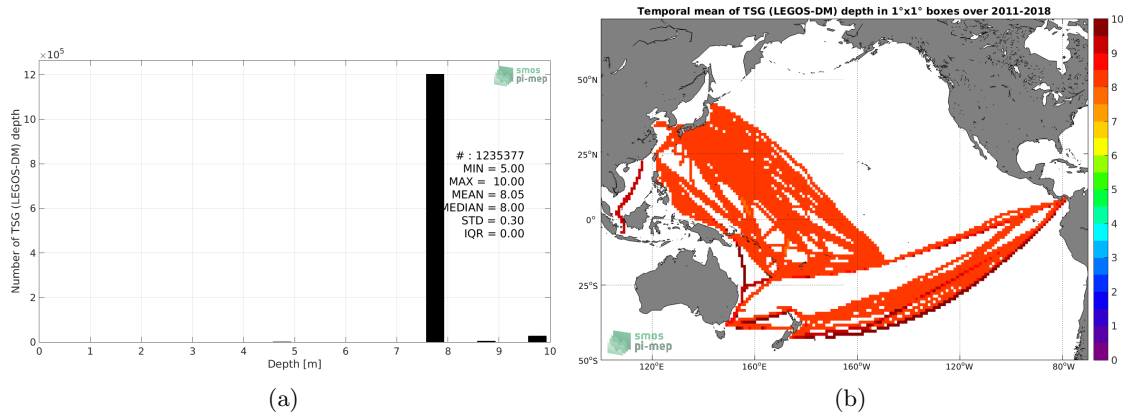 Temporal mean of TSG (LEGOS-DM) depth in 1°x1° boxes over 2011-2018
×10⁵
smos
pi-mep
Number of TSG (LEGOS-DM) depth
12
10
8
6
4
2
0
# : 1235377
MIN = 5.00
MAX = 10.00
MEAN = 8.05
MEDIAN = 8.00
STD = 0.30
IQR = 0.00
0 1 2 3 4 5 6 7 8 9 10
Depth [m]
(a)
50°N
25°N
0°
25°S
50°S
120°E 160°E 160°W 120°W 80°W
smos
pi-mep
10
9
8
7
6
5
4
3
2
1
0
(b)